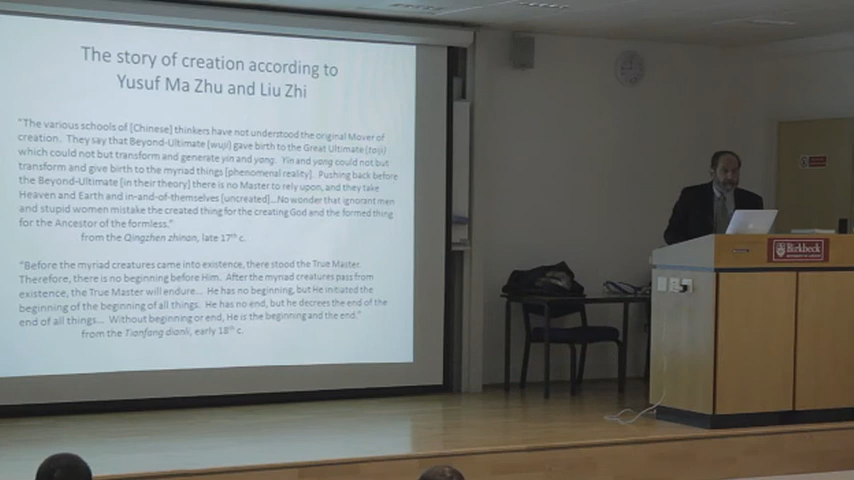 The story of creation according to
Yusuf Ma Zhu and Liu Zhi
"The various schools of [Chinese] thinkers have not understood the original Mover of
creation. They say that Beyond-Ultimate (wuji) gave birth to the Great Ultimate (taiji)
which could not but transform and generate yin and yang. Yin and yang could not but
transform and give birth to the myriad things [phenomenal reality]. Pushing back before
the Beyond-Ultimate [in their theory] there is no Master to rely upon, and they take
Heaven and Earth and in-and-of-themselves [uncreated]...No wonder that ignorant men
and stupid women mistake the created thing for the creating God and the formed thing
for the Ancestor of the formless."
from the Qingzhen zhinan, late 17th c.
"Before the myriad creatures came into existence, there stood the True Master.
Therefore, there is no beginning before Him. After the myriad creatures pass from
existence, the True Master will endure... He has no beginning, but He initiated the
beginning of the beginning of all things. He has no end, but he decrees the end of the
end of all things... Without beginning or end, He is the beginning and the end."
from the Tianfang dianli, early 18th c.
Birkbeck